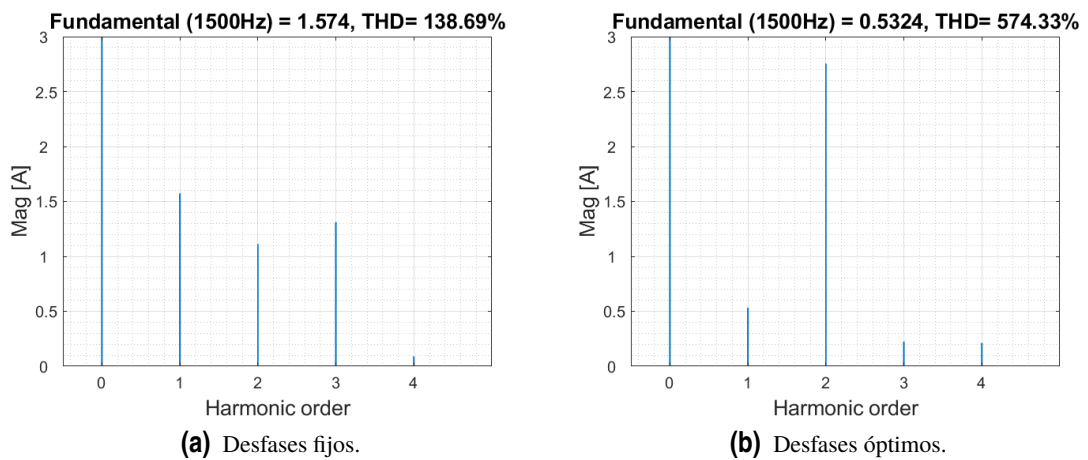 Fundamental (1500Hz) = 1.574, THD= 138.69%
3
2.5
2
1.5
1
0.5
0
Mag [A]
0 1 2 3 4
Harmonic order
(a) Desfases fijos.
Fundamental (1500Hz) = 0.5324, THD= 574.33%
3
2.5
2
1.5
1
0.5
0
Mag [A]
0 1 2 3 4
Harmonic order
(b) Desfases óptimos.